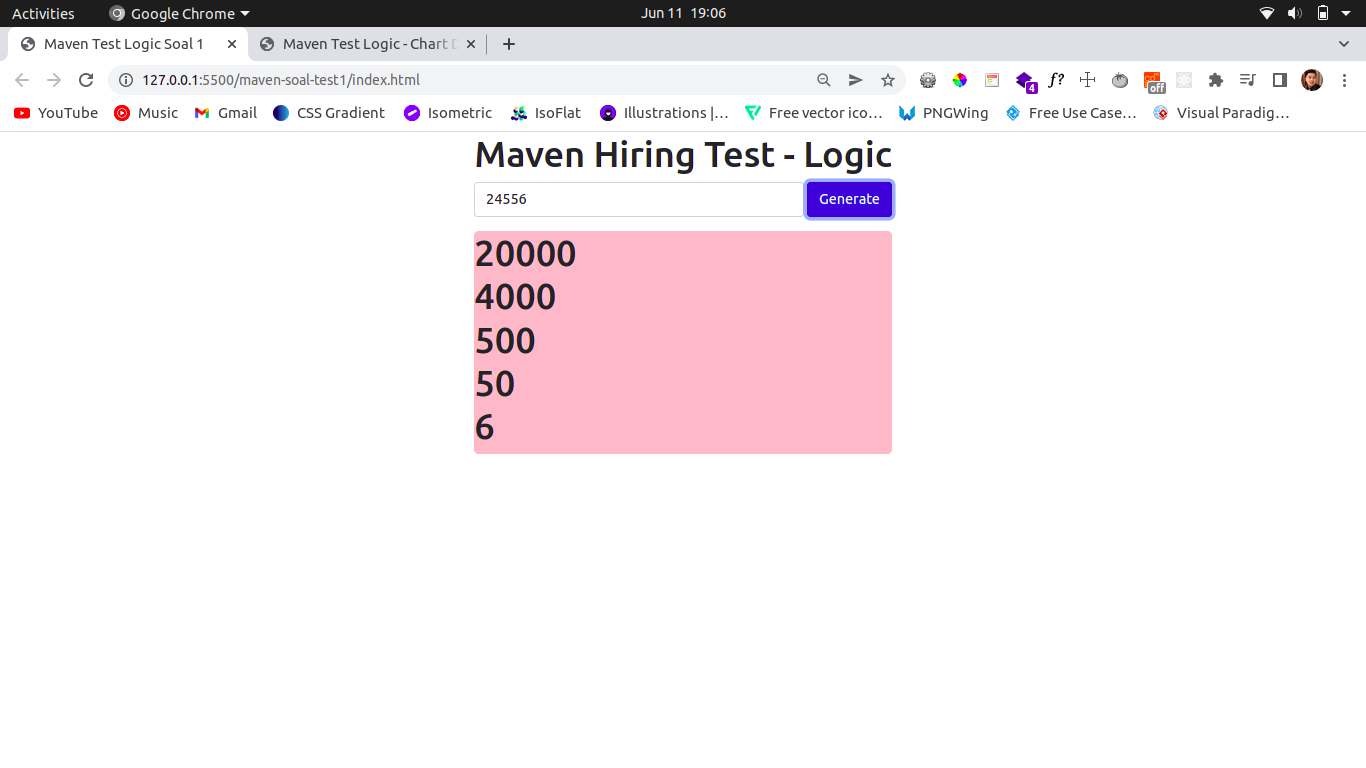 Activities Google Chrome Jun 11 19:06
Maven Test Logic Soal 1 Maven Test Logic - Chart
127.0.0.1:5500/maven-soal-test1/index.html 4 f? off
YouTube Music Gmail CSS Gradient Isometric IsoFlat Illustrations |… Free vector ico… PNGWing Free Use Case… Visual Paradig…
Maven Hiring Test - Logic
24556 Generate
20000
4000
500
50
6